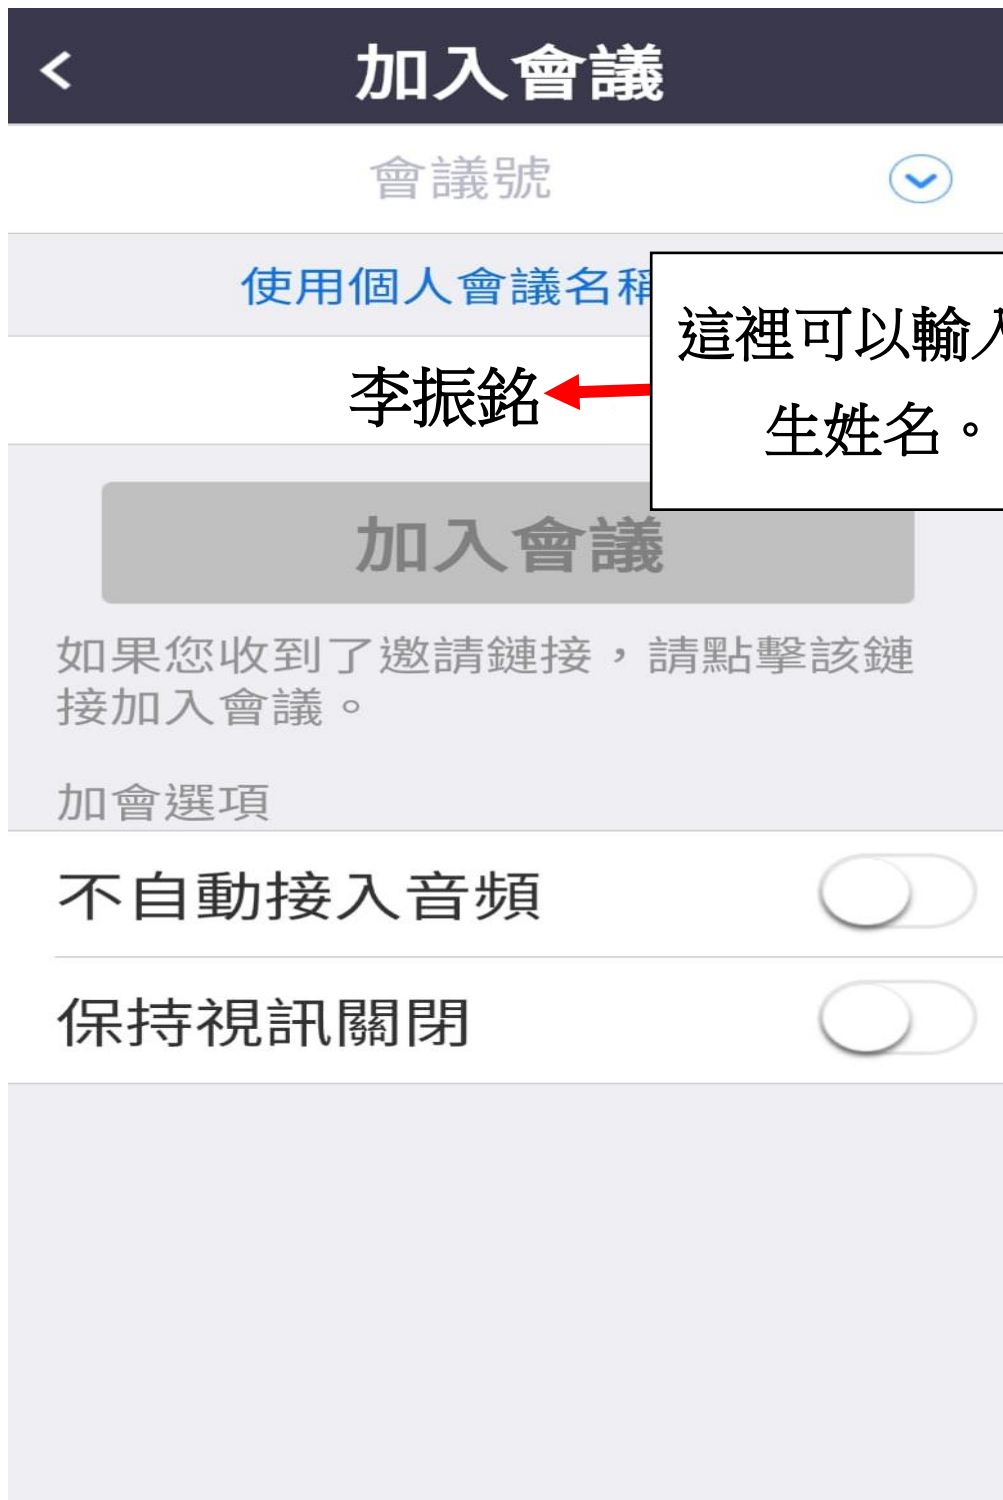 加入會議
會議號
使用個人會議名稱
李振銘
這裡可以輸入
生姓名。
加入會議
如果您收到了邀請鏈接，請點擊該鏈
接加入會議。
加會選項
不自動接入音頻
保持視訊關閉